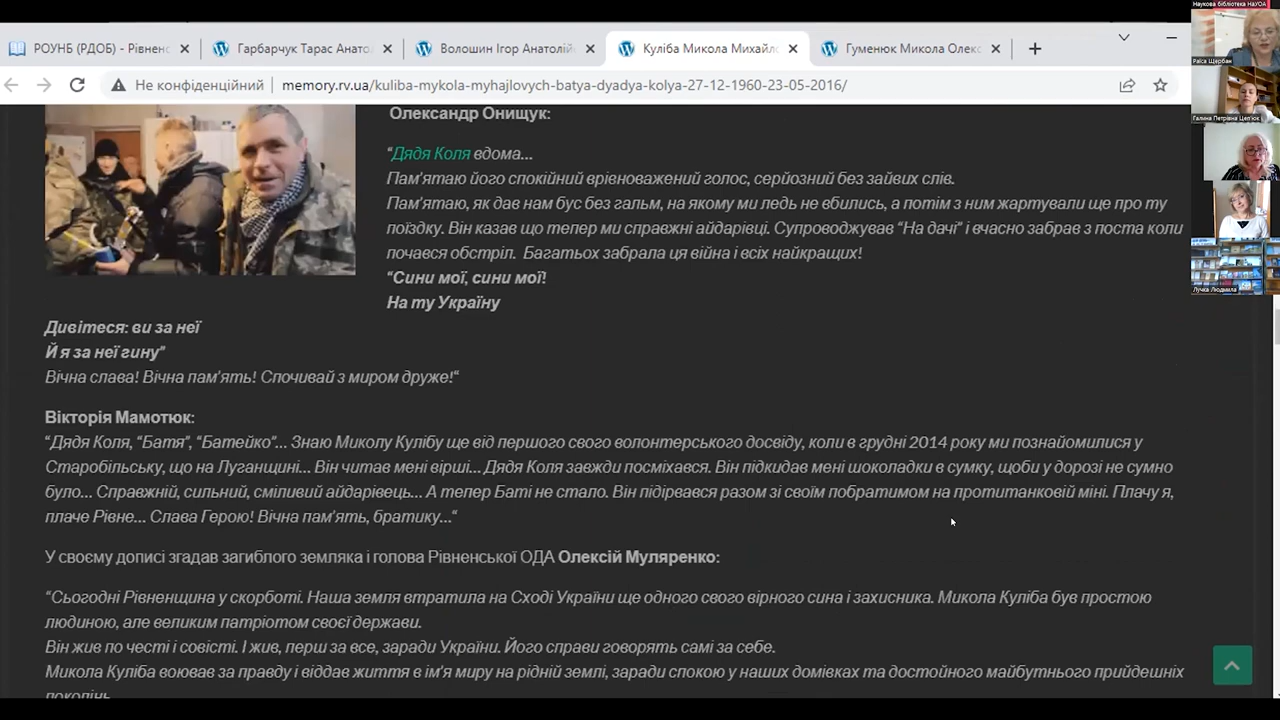 Наукова бібліотека НаУОА
РОУНБ (РДОБ) - Рівненс
Гарбарчук Тарас Анато
Волошин Ігор Анатолій
Куліба Микола Михайло
Гуменюк Микола Олекс
Раїса Щербан
Не конфіденційний
memory.rv.ua/kuliba-mykola-myhajlovych-batya-dyadya-kolya-27-12-1960-23-05-2016/
Олександр Онищук:
Галина Петрівна Цеп'юк
"Дядя Коля вдома...
Пам'ятаю його спокійний врівноважений голос, серйозний без зайвих слів.
Пам'ятаю, як дав нам бус без гальм, на якому ми ледь не вбились, а потім з ним жартували ще про ту
поїздку. Він казав що тепер ми справжні айдарівці. Супроводжував "На дачі" і вчасно забрав з поста коли
почався обстріл. Багатьох забрала ця війна і всіх найкращих!
"Сини мої, сини мої!
На ту Україну
Лучка Людмила
Дивітеся: ви за неї
Й я за неї гину"
Вічна слава! Вічна пам'ять! Спочивай з миром друже!"
Вікторія Мамотюк:
"Дядя Коля, "Батя", "Батейко"... Знаю Миколу Кулібу ще від першого свого волонтерського досвіду, коли в грудні 2014 року ми познайомилися у
Старобільську, що на Луганщині... Він читав мені вірші... Дядя Коля завжди посміхався. Він підкидав мені шоколадки в сумку, щоби у дорозі не сумно
було... Справжній, сильний, сміливий айдарівець... А тепер Баті не стало. Він підірвався разом зі своїм побратимом на протитанковій міні. Плачу я,
плаче Рівне... Слава Герою! Вічна пам'ять, братику..."
У своєму дописі згадав загиблого земляка і голова Рівненської ОДА Олексій Муляренко:
"Сьогодні Рівненщина у скорботі. Наша земля втратила на Сході України ще одного свого вірного сина і захисника. Микола Куліба був простою
людиною, але великим патріотом своєї держави.
Він жив по честі і совісті. І жив, перш за все, заради України. Його справи говорять самі за себе.
Микола Куліба воював за правду і віддав життя в ім'я миру на рідній землі, заради спокою у наших домівках та достойного майбутнього прийдешніх
поколінь